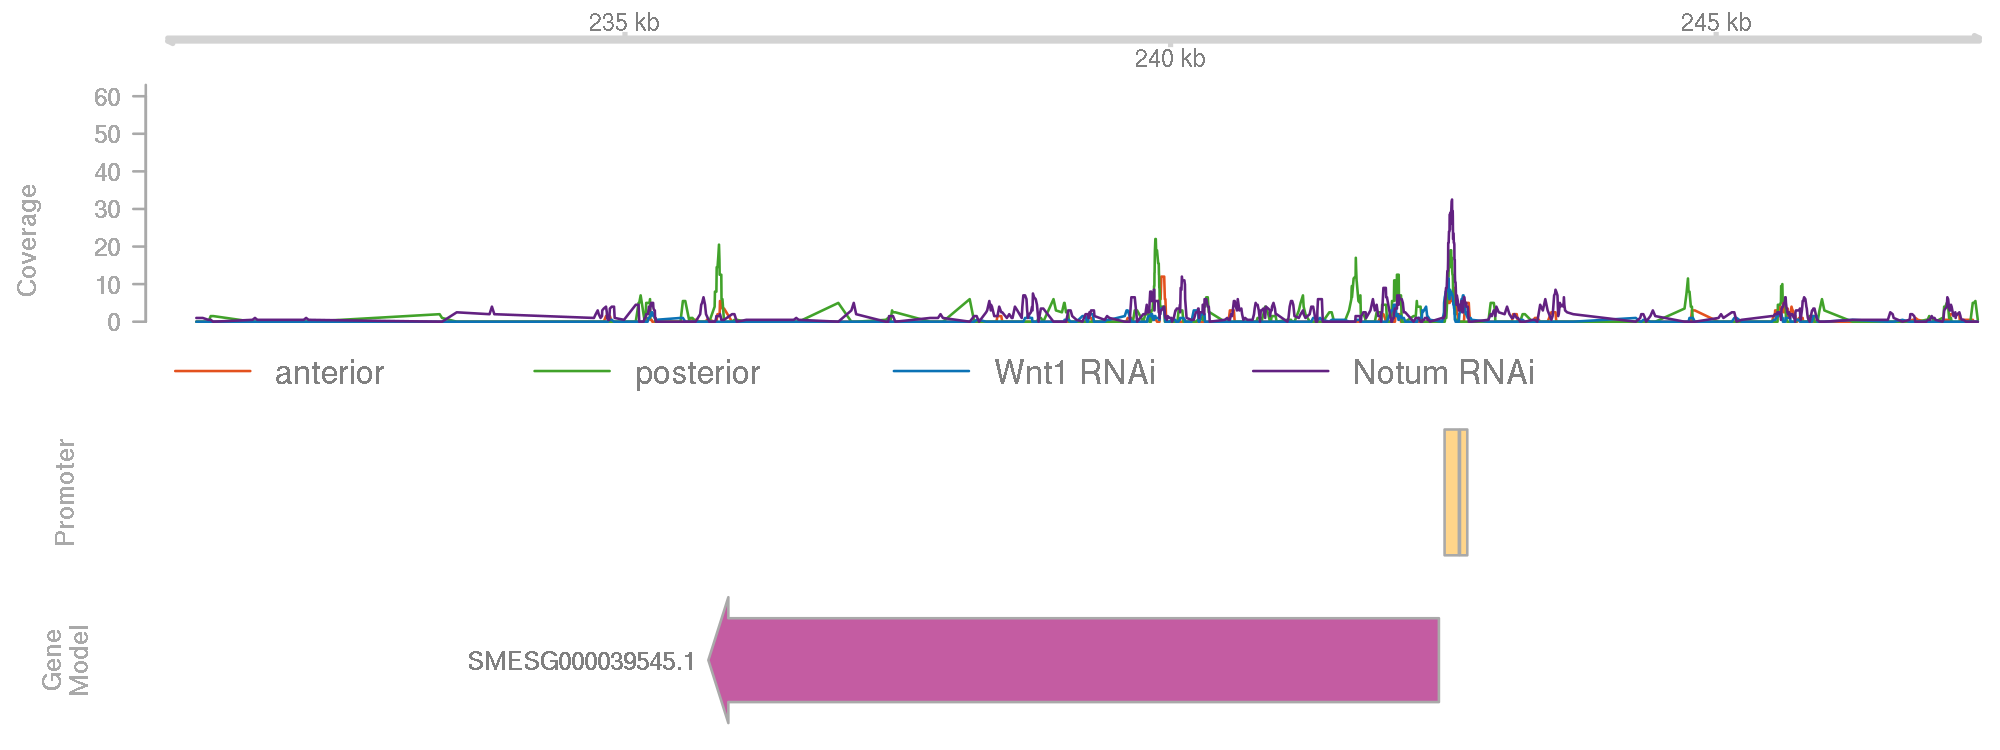 235 kb
245 kb
240 kb
Coverage
60
50
40
30
20
10
0
anterior posterior Wnt1 RNAi Notum RNAi
Promoter
Gene
Model
SMESG000039545.1